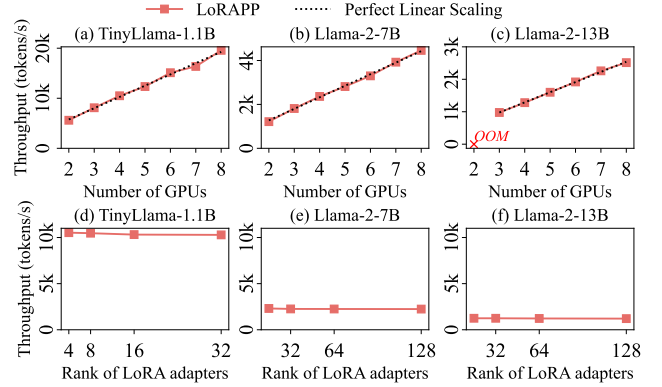 LoRAPP Perfect Linear Scaling
(a) TinyLlama-1.1B (b) Llama-2-7B (c) Llama-2-13B
Throughput (tokens/s)
0 10k 20k
0 2k 4k
0 1k 2k 3k
OOM
2 3 4 5 6 7 8 2 3 4 5 6 7 8 2 3 4 5 6 7 8
Number of GPUs Number of GPUs Number of GPUs
(d) TinyLlama-1.1B (e) Llama-2-7B (f) Llama-2-13B
Throughput (tokens/s)
0 5k 10k
0 5k 10k
0 5k 10k
4 8 16 32 32 64 128 32 64 128
Rank of LoRA adapters Rank of LoRA adapters Rank of LoRA adapters